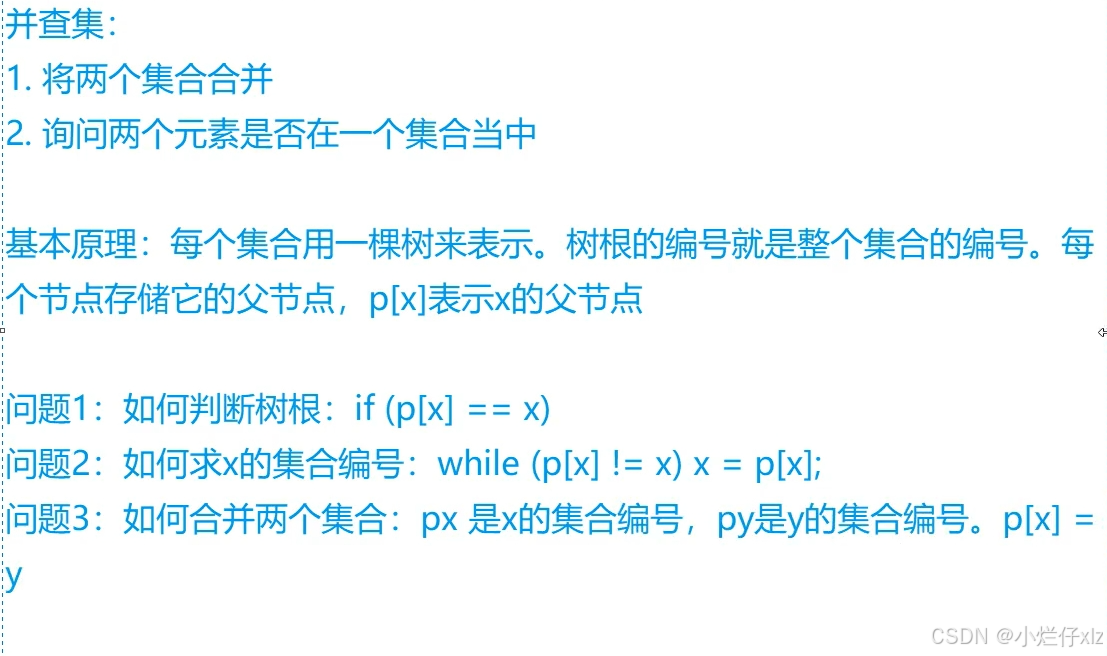 并查集：
1. 将两个集合合并
2. 询问两个元素是否在一个集合当中
基本原理：每个集合用一棵树来表示。树根的编号就是整个集合的编号。每
个节点存储它的父节点，p[x]表示x的父节点
问题1：如何判断树根：if (p[x] == x)
问题2：如何求x的集合编号：while (p[x] != x) x = p[x];
问题3：如何合并两个集合：px 是x的集合编号，py是y的集合编号。p[x] =
y
CSDN @小烂仔xlz